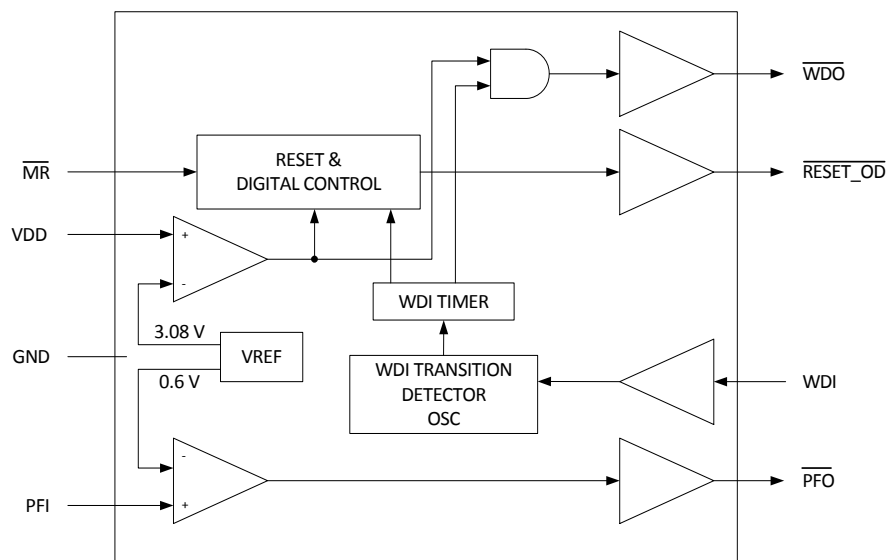 WDO
RESET &
DIGITAL CONTROL
MR
RESET_OD
VDD
+
-
WDI TIMER
3.08 V
GND
VREF
0.6 V
WDI TRANSITION
DETECTOR
OSC
WDI
-
+
PFI
PFO